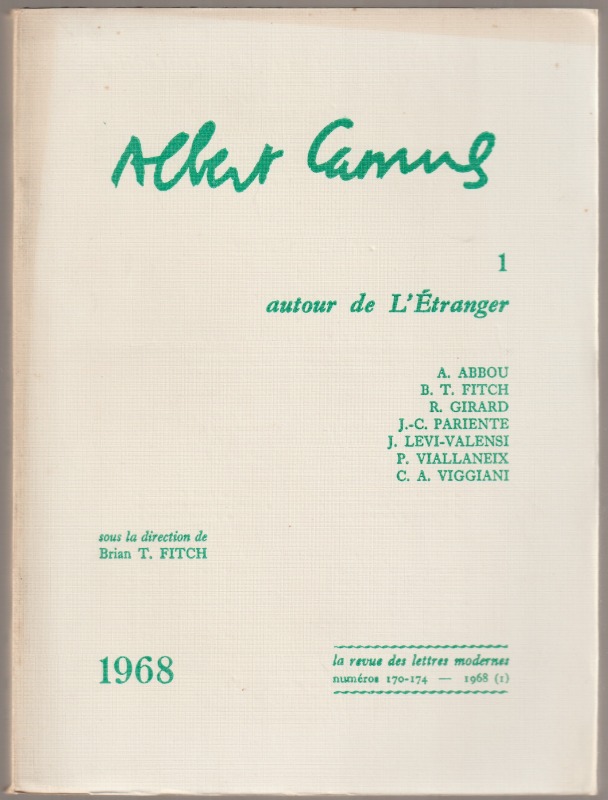 Albert Camus
1
autour de L'Étranger
A. ABBOU
B. T. FITCH
R. GIRARD
J.-C. PARIENTE
J. LEVI-VALENSI
P. VIALLANEIX
C. A. VIGGIANI
sous la direction de
Brian T. FITCH
1968
la revue des lettres modernes
numéros 170-174 — 1968 (1)